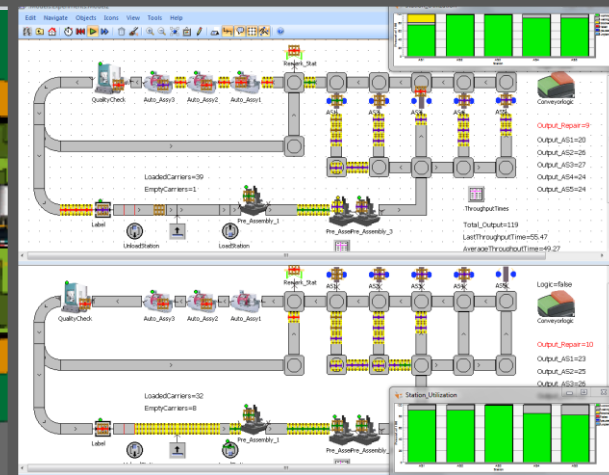 Edit Navigate Objects Icons View Tools Help
Station_Utilization
Rework_Stat
QualityCheck
Auto_Assy3
Auto_Assy2
Auto_Assy1
Conveyorlogic
Output_Repair=9
Output_AS1=20
Output_AS2=26
Output_AS3=27
Output_AS4=24
Output_AS5=24
LoadedCarriers=39
EmptyCarriers=1
Pre_Assembly_1
Pre_Assembly_3
Label
UnloadStation
LoadStation
ThroughputTimes
Total_Output=119
LastThroughputTime=55.47
AverageThroughputTime=49.27
Rework_Stat
Logic=false
QualityCheck
Auto_Assy3
Auto_Assy2
Auto_Assy1
Conveyorlogic
Output_Repair=10
Output_AS1=23
Output_AS2=25
Output_AS3=26
LoadedCarriers=32
EmptyCarriers=8
Pre_Assembly_1
Label
Station_Utilization